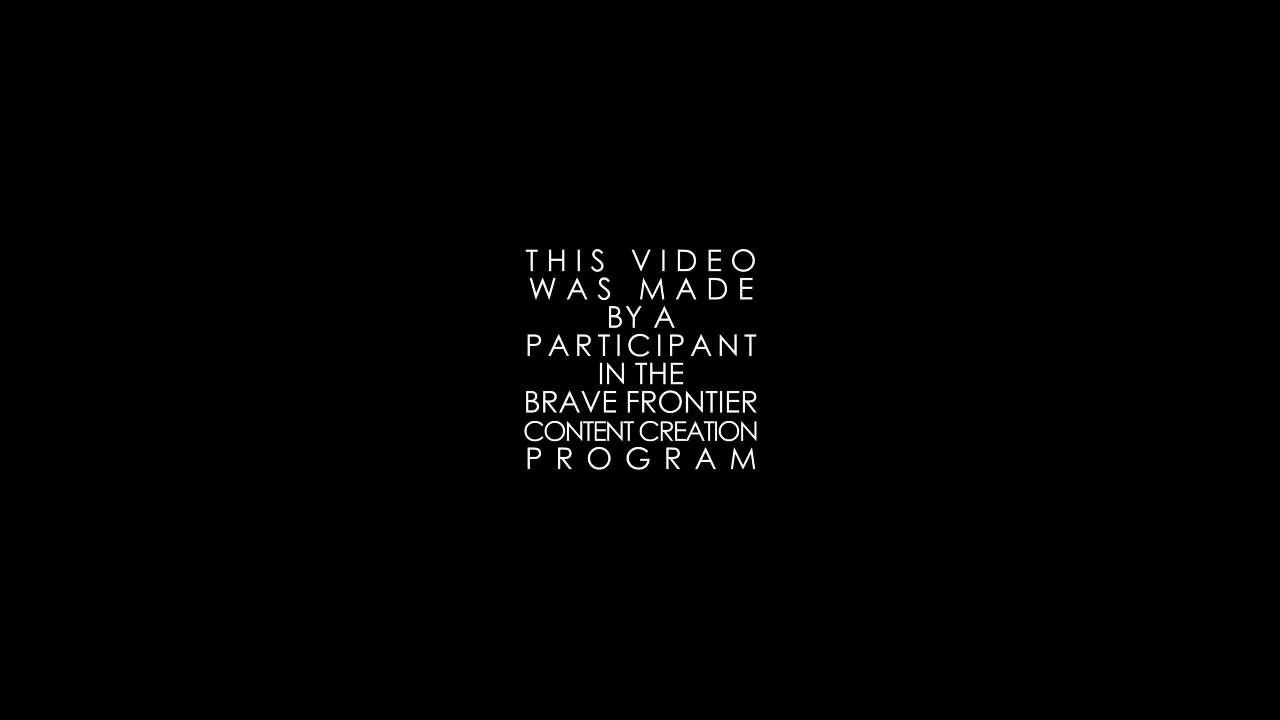 THIS VIDEO
WAS MADE
BY A
PARTICIPANT
IN THE
BRAVE FRONTIER
CONTENT CREATION
PROGRAM